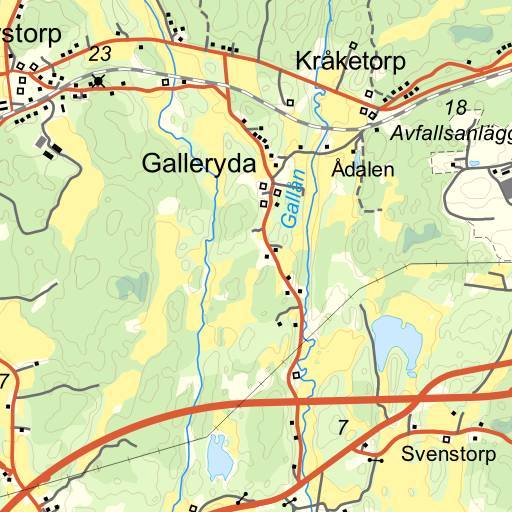 rstorp
23
Kråketorp
18
Avfallsanlägg
Galleryda
Ådalen
Gallån
7
7
Svenstorp